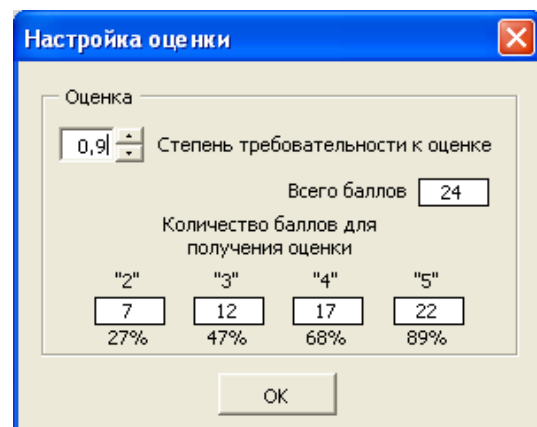 Настройка оценки
Оценка
0,9 Степень требовательности к оценке
Всего баллов 24
Количество баллов для
получения оценки
"2" "3" "4" "5"
7 12 17 22
27% 47% 68% 89%
ОК